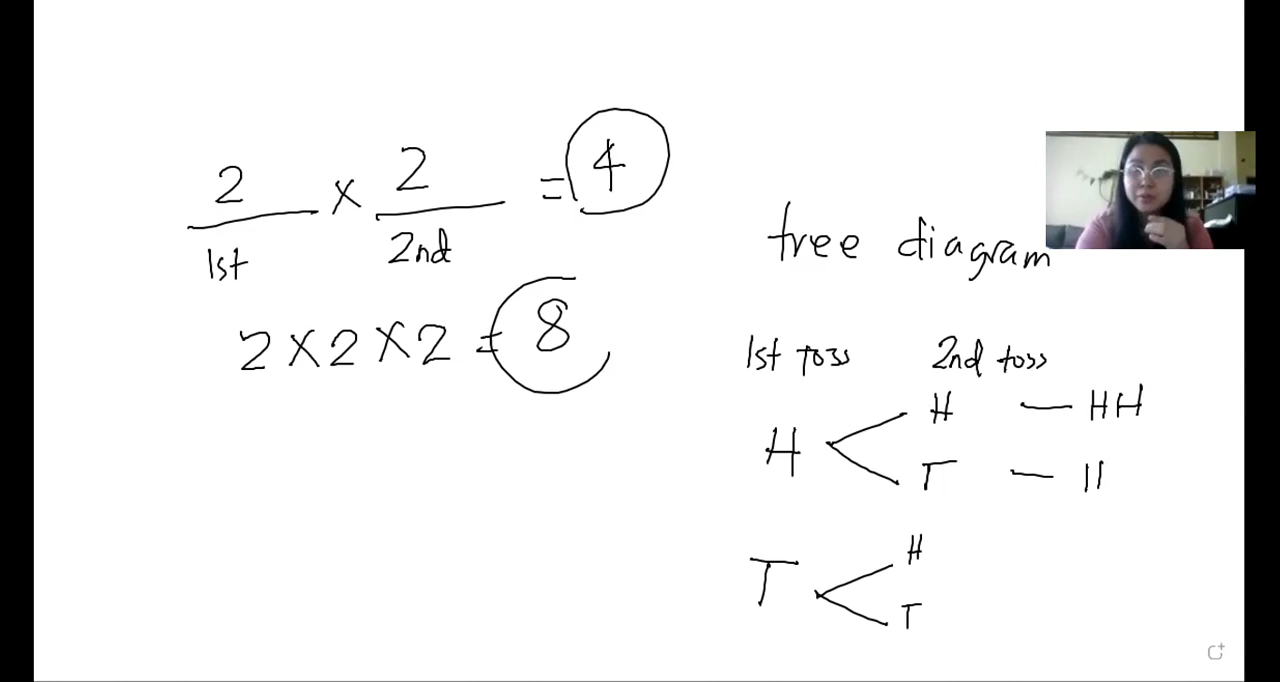 2 × 2 = 4
1st 2nd
2 × 2 × 2 = 8
tree diagram
1st toss 2nd toss
H H — HH
T —
T H
T